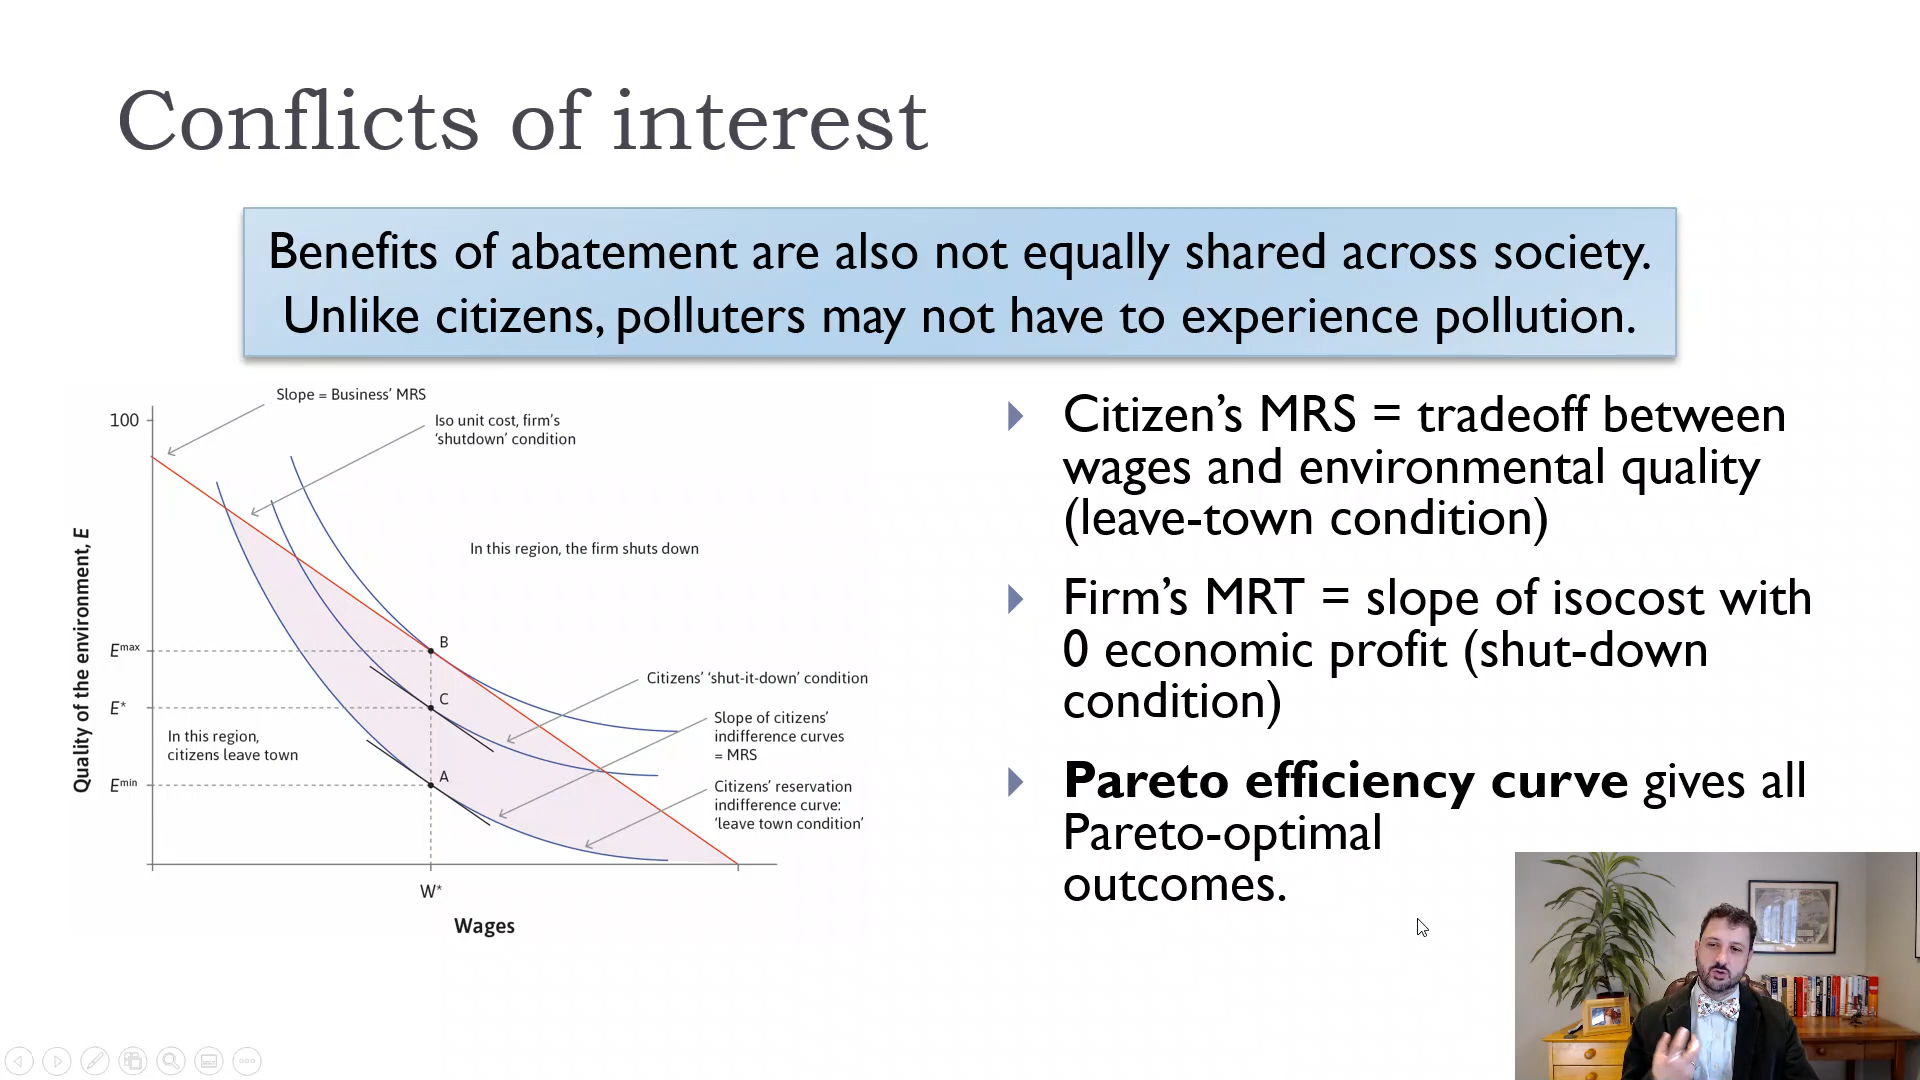 Conflicts of interest
Benefits of abatement are also not equally shared across society.
Unlike citizens, polluters may not have to experience pollution.
Slope = Business’ MRS
Iso unit cost, firm’s
‘shutdown’ condition
100
In this region, the firm shuts down
Quality of the environment, E
Emax
B
Citizens’ ‘shut-it-down’ condition
C
E*
Slope of citizens’
indifference curves
= MRS
In this region,
citizens leave town
A
Emin
Citizens’ reservation
indifference curve:
‘leave town condition’
W*
Wages
Citizen’s MRS = tradeoff between
wages and environmental quality
(leave-town condition)
Firm’s MRT = slope of isocost with
0 economic profit (shut-down
condition)
Pareto efficiency curve gives all
Pareto-optimal
outcomes.